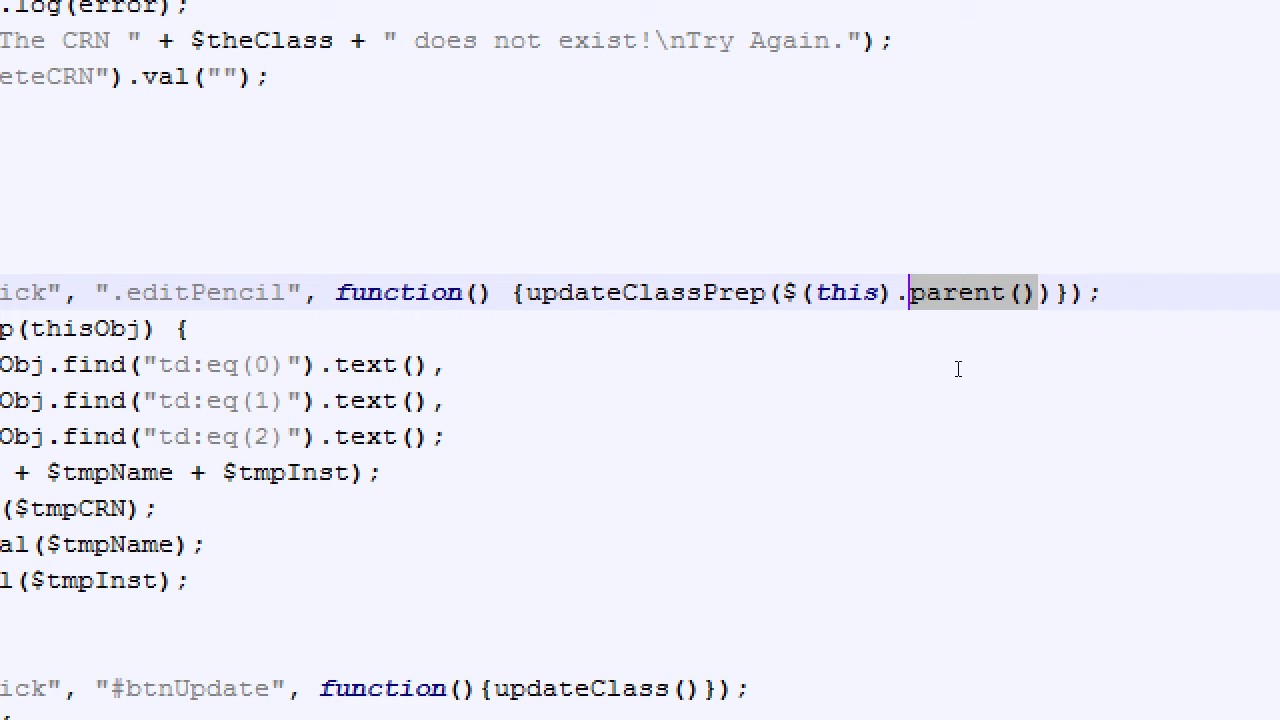 .log(error);
The CRN " + $theClass + " does not exist!\nTry Again.");
eteCRN").val("");
ick", ".editPencil", function() {updateClassPrep($(this).parent())});
p(thisObj) {
Obj.find("td:eq(0)").text(),
Obj.find("td:eq(1)").text(),
Obj.find("td:eq(2)").text();
+ $tmpName + $tmpInst);
($tmpCRN);
al($tmpName);
l($tmpInst);
ick", "#btnUpdate", function(){updateClass()});
{